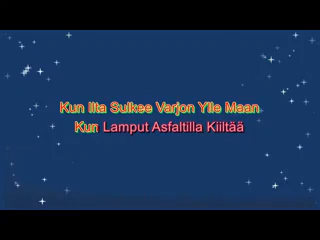 Kun Ilta Sulkee Varjon Ylle Maan
Kun Lamput Asfaltilla Kiiltää